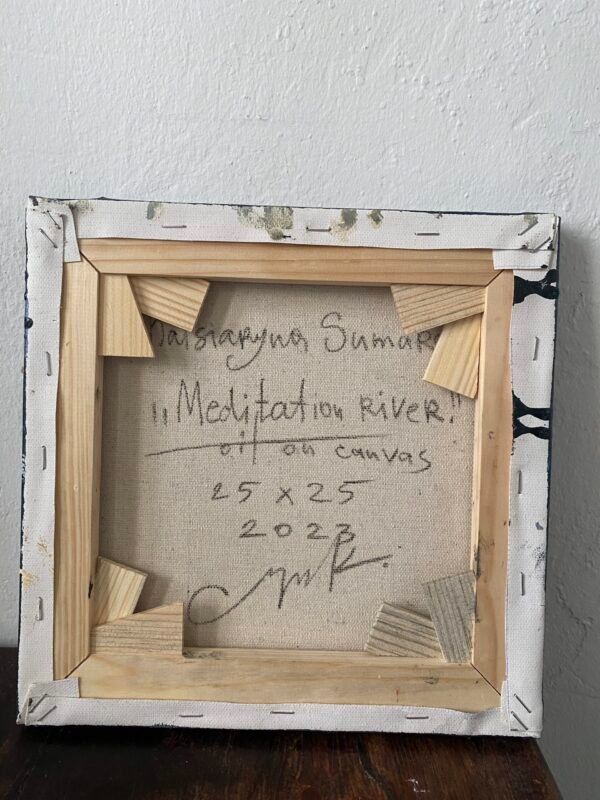 „Meditation River!"
oil on canvas
25 x 25
2023